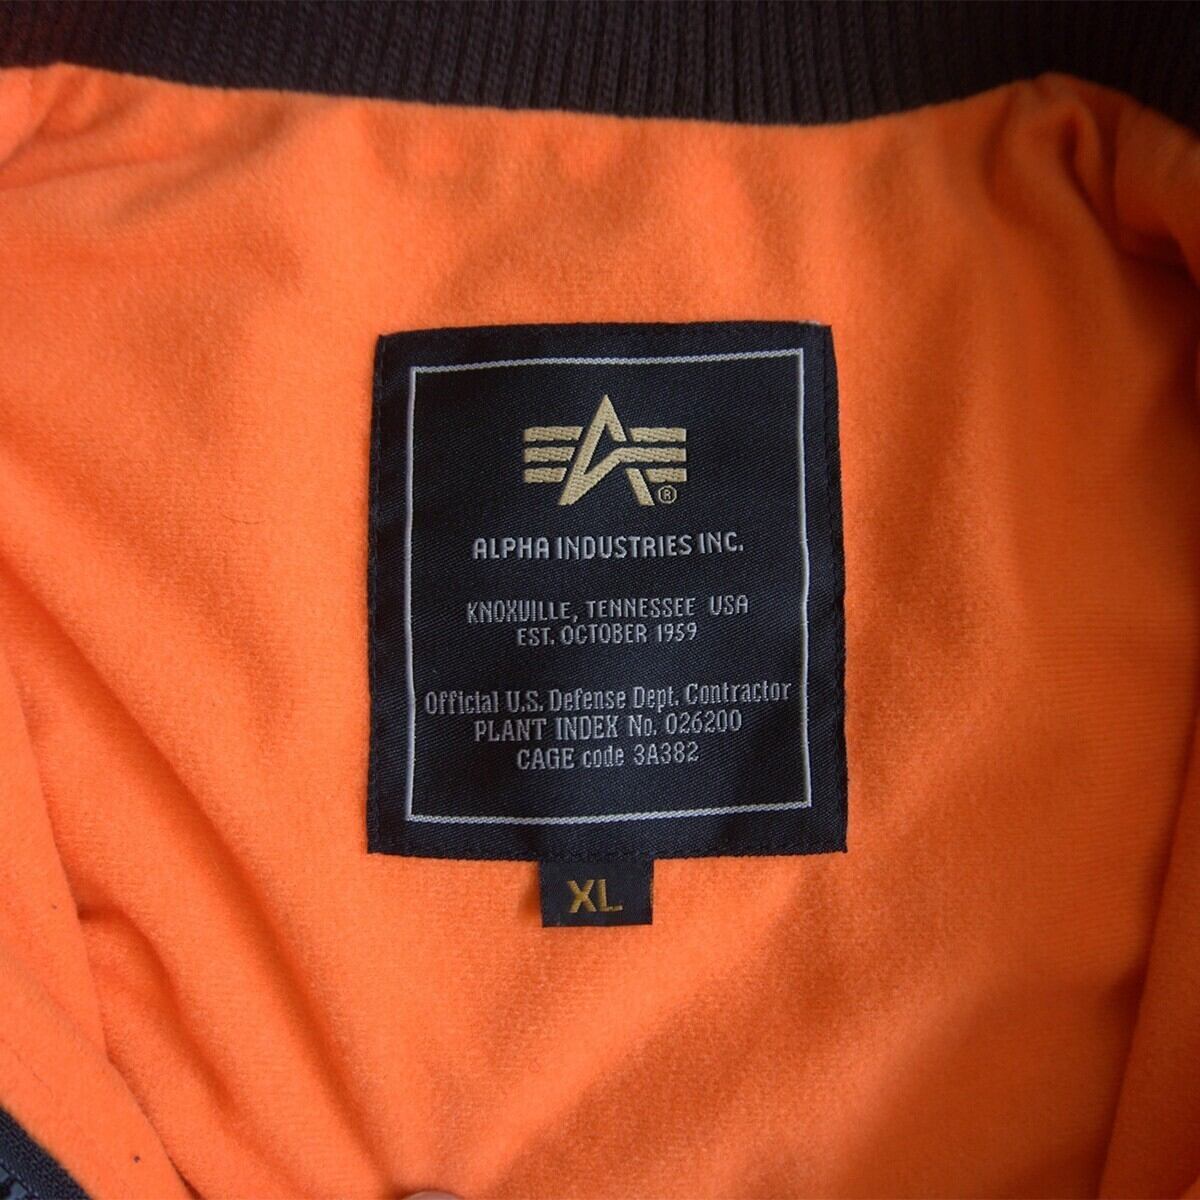 ®
ALPHA INDUSTRIES INC.
KNOXVILLE, TENNESSEE USA
EST. OCTOBER 1959
Official U.S. Defense Dept. Contractor
PLANT INDEX No. 026200
CAGE code 3A382
XL